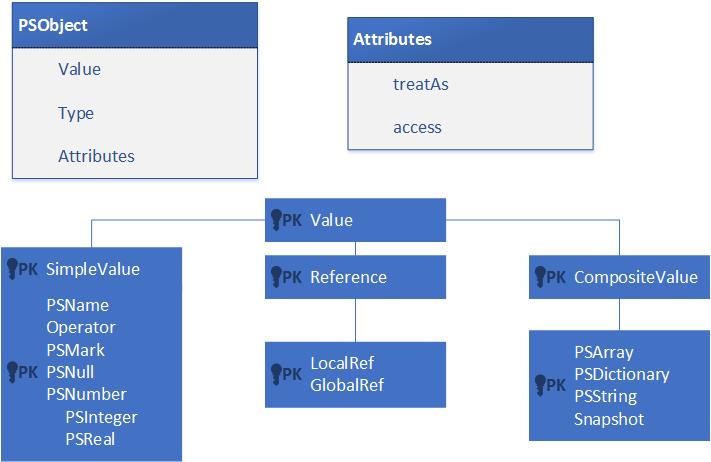 PSObject
Value
Type
Attributes
Attributes
treatAs
access
PK Value
PK SimpleValue
PSName
Operator
PSMark
PK PSNull
PSNumber
PSInteger
PSReal
PK Reference
LocalRef
PK GlobalRef
PK CompositeValue
PSArray
PSDictionary
PK PSString
Snapshot